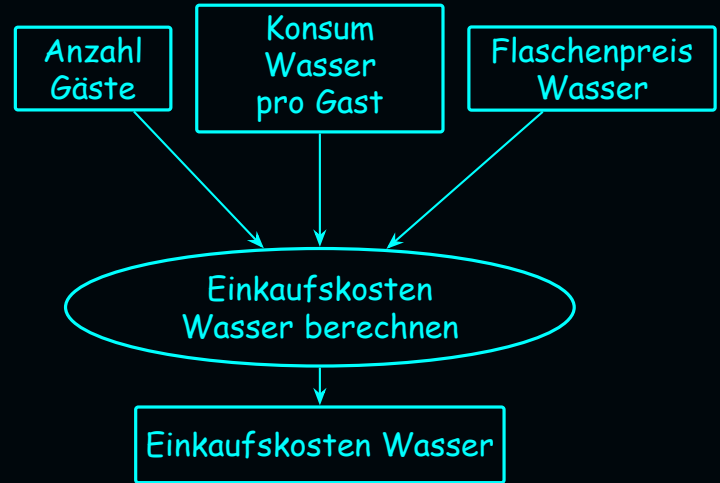 Anzahl
Gäste
Konsum
Wasser
pro Gast
Flaschenpreis
Wasser
Einkaufskosten
Wasser berechnen
Einkaufskosten Wasser